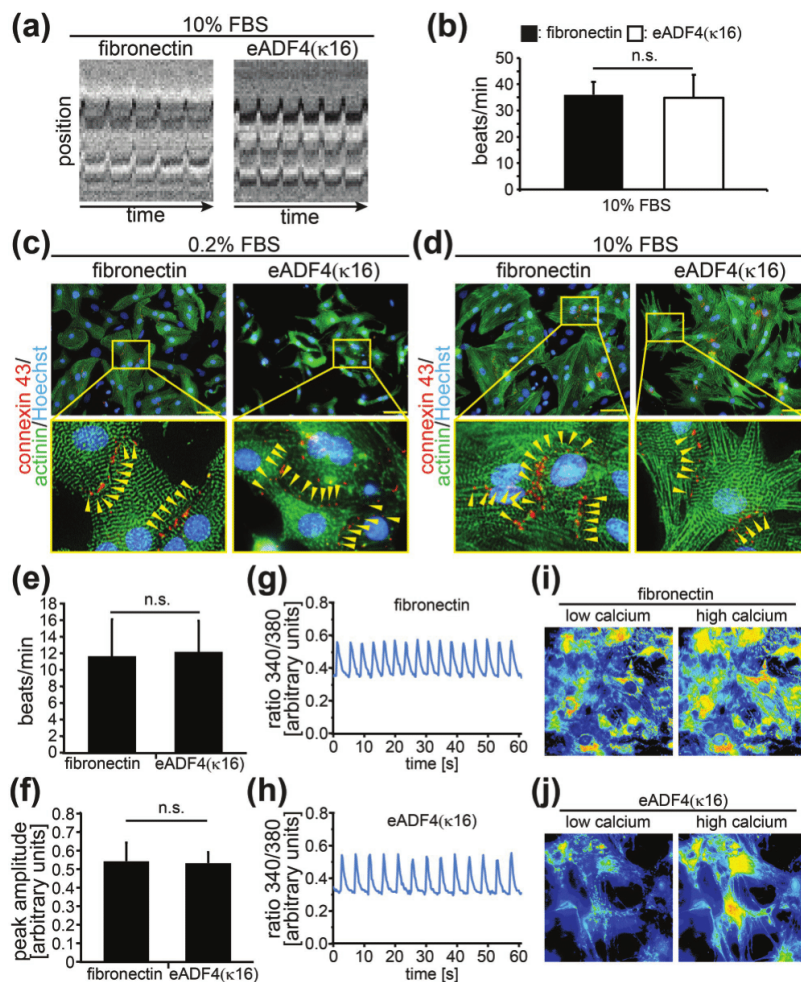 (a)
10% FBS
fibronectin eADF4(κ16)
position
time time
(b)
■: fibronectin □: eADF4(κ16)
n.s.
beats/min
50
40
30
20
10
0
10% FBS
(c)
0.2% FBS
fibronectin eADF4(κ16)
connexin 43/
actinin/Hoechst
(d)
10% FBS
fibronectin eADF4(κ16)
connexin 43/
actinin/Hoechst
(e)
n.s.
beats/min
18
16
14
12
10
8
6
4
2
0
fibronectin eADF4(κ16)
(f)
n.s.
peak amplitude
[arbitrary units]
0.8
0.7
0.6
0.5
0.4
0.3
0.2
0.1
0
fibronectin eADF4(κ16)
(g)
fibronectin
ratio 340/380
[arbitrary units]
0.8
0.6
0.4
0.2
0.0
0 10 20 30 40 50 60
time [s]
(h)
eADF4(κ16)
ratio 340/380
[arbitrary units]
0.8
0.6
0.4
0.2
0.0
0 10 20 30 40 50 60
time [s]
(i)
fibronectin
low calcium high calcium
(j)
eADF4(κ16)
low calcium high calcium